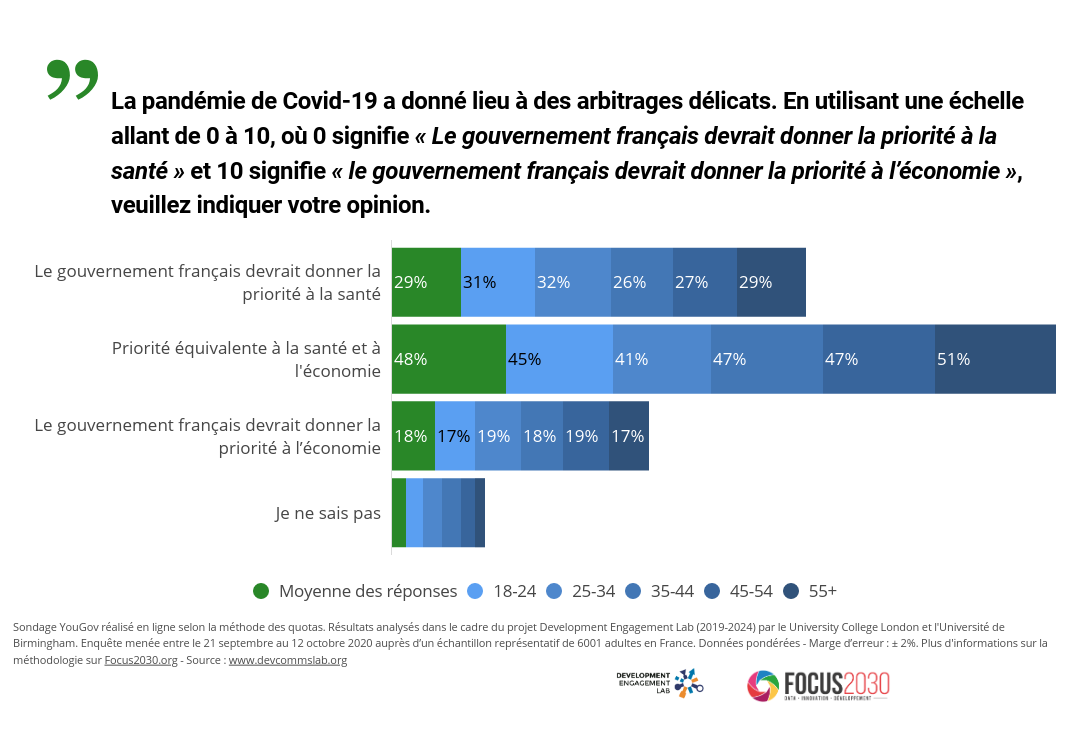 ”
La pandémie de Covid-19 a donné lieu à des arbitrages délicats. En utilisant une échelle
allant de 0 à 10, où 0 signifie « Le gouvernement français devrait donner la priorité à la
santé » et 10 signifie « le gouvernement français devrait donner la priorité à l’économie »,
veuillez indiquer votre opinion.
Le gouvernement français devrait donner la
priorité à la santé
29% 31% 32% 26% 27% 29%
Priorité équivalente à la santé et à
l'économie
48% 45% 41% 47% 47% 51%
Le gouvernement français devrait donner la
priorité à l’économie
18% 17% 19% 18% 19% 17%
Je ne sais pas
Moyenne des réponses 18-24 25-34 35-44 45-54 55+
Sondage YouGov réalisé en ligne selon la méthode des quotas. Résultats analysés dans le cadre du projet Development Engagement Lab (2019-2024) par le University College London et l'Université de
Birmingham. Enquête menée entre le 21 septembre au 12 octobre 2020 auprès d’un échantillon représentatif de 6001 adultes en France. Données pondérées - Marge d’erreur : ± 2%. Plus d'informations sur la
méthodologie sur Focus2030.org - Source : www.devcommslab.org
DEVELOPMENT
ENGAGEMENT
LAB
FOCUS2030
DATA • INNOVATION • DÉVELOPPEMENT